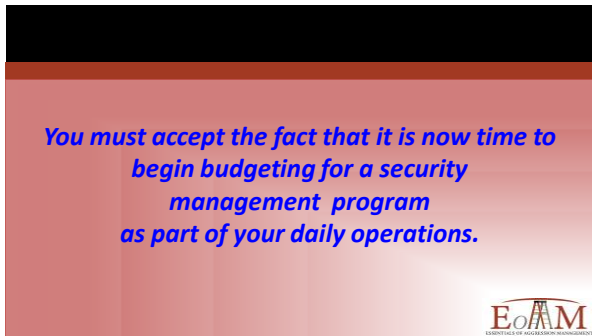 You must accept the fact that it is now time to
begin budgeting for a security
management program
as part of your daily operations.
EoAM
ESSENTIALS OF AGGRESSION MANAGEMENT